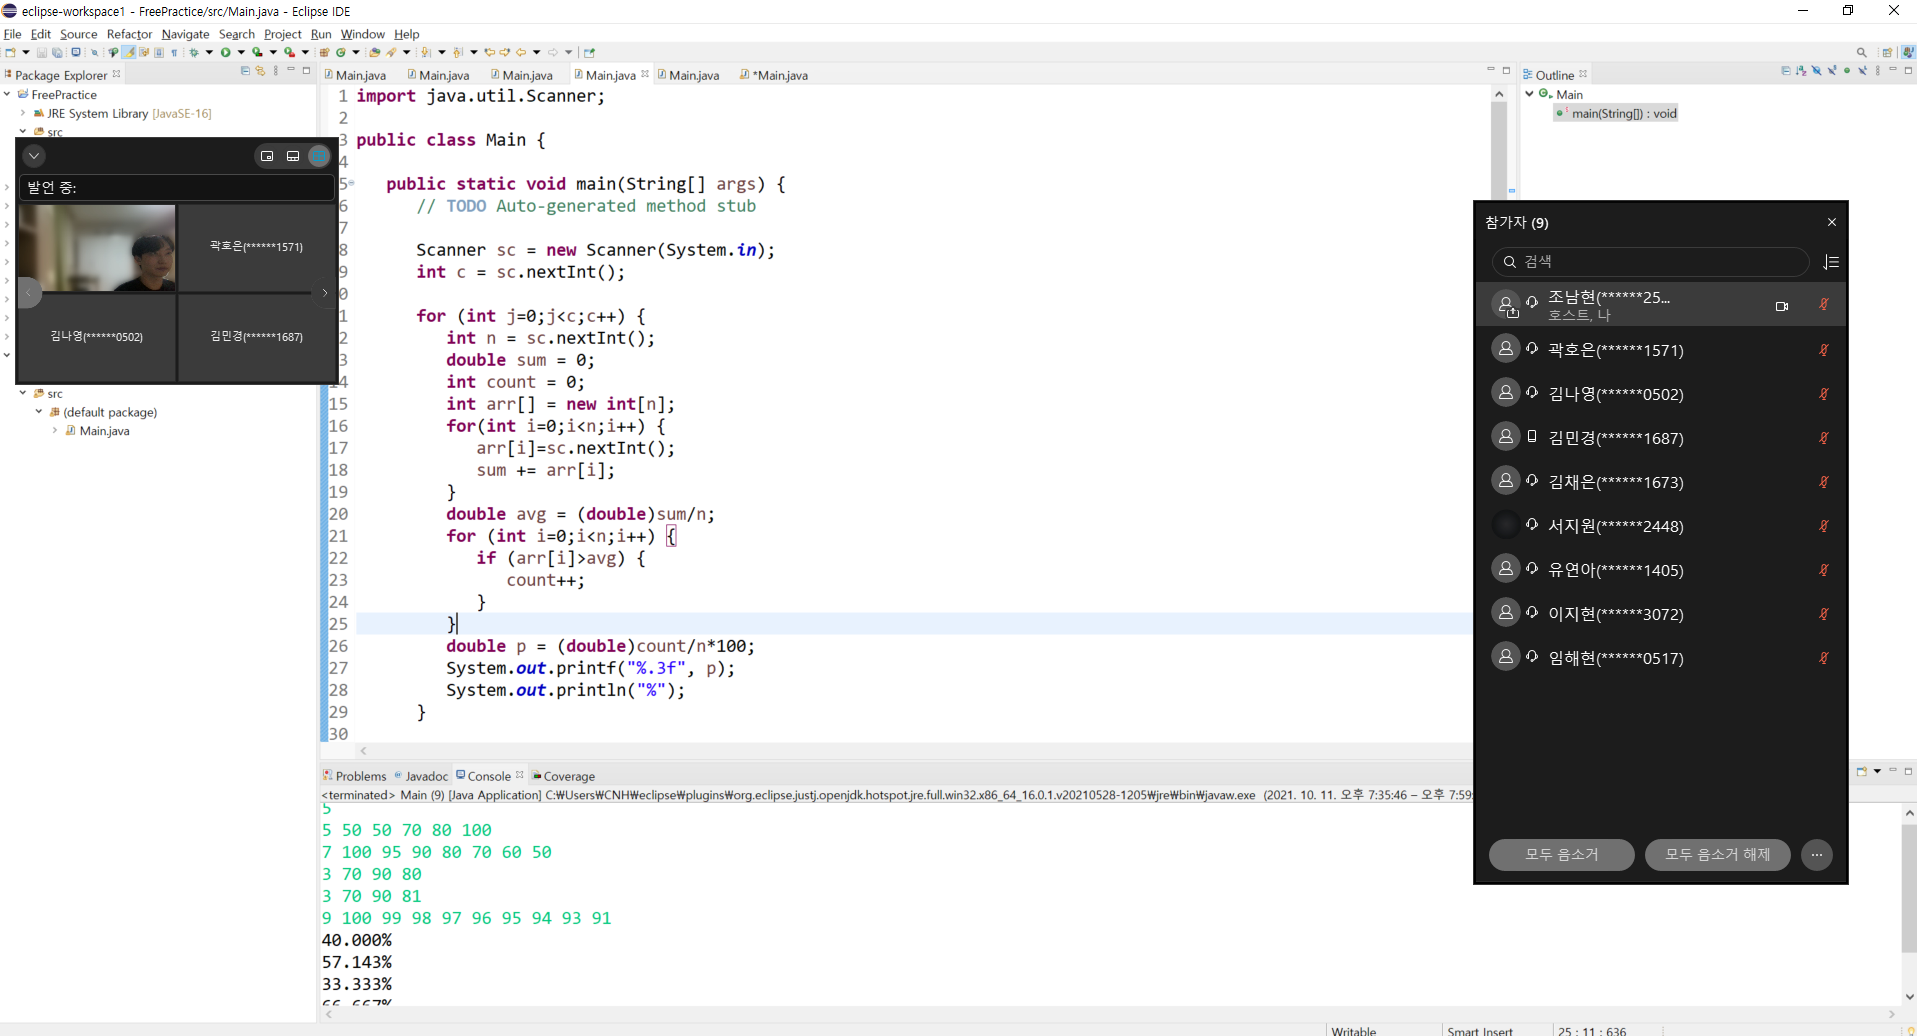 eclipse-workspace1 - FreePractice/src/Main.java - Eclipse IDE
File Edit Source Refactor Navigate Search Project Run Window Help
Package Explorer
FreePractice
JRE System Library [JavaSE-16]
src
발언 중:
곽호은(******1571)
김나영(******0502)
김민경(******1687)
src
(default package)
Main.java
Main.java Main.java Main.java Main.java Main.java *Main.java
1 import java.util.Scanner;
2
3 public class Main {
4
5 public static void main(String[] args) {
6 // TODO Auto-generated method stub
7
8 Scanner sc = new Scanner(System.in);
9 int c = sc.nextInt();
0
1 for (int j=0;j<c;c++) {
2 int n = sc.nextInt();
3 double sum = 0;
14 int count = 0;
15 int arr[] = new int[n];
16 for(int i=0;i<n;i++) {
17 arr[i]=sc.nextInt();
18 sum += arr[i];
19 }
20 double avg = (double)sum/n;
21 for (int i=0;i<n;i++) {
22 if (arr[i]>avg) {
23 count++;
24 }
25 }
26 double p = (double)count/n*100;
27 System.out.printf("%.3f", p);
28 System.out.println("%");
29 }
30
Outline
Main
main(String[]) : void
참가자 (9)
검색
조남현(******25...
호스트, 나
곽호은(******1571)
김나영(******0502)
김민경(******1687)
김채은(******1673)
서지원(******2448)
유연아(******1405)
이지현(******3072)
임해현(******0517)
모두 음소거 모두 음소거 해제
Problems Javadoc Console Coverage
<terminated> Main (9) [Java Application] C:₩Users₩CNH₩eclipse₩plugins₩org.eclipse.justj.openjdk.hotspot.jre.full.win32.x86_64_16.0.1.v20210528-1205₩jre₩bin₩javaw.exe (2021. 10. 11. 오후 7:35:46 – 오후 7:59:
5
5 50 50 70 80 100
7 100 95 90 80 70 60 50
3 70 90 80
3 70 90 81
9 100 99 98 97 96 95 94 93 91
40.000%
57.143%
33.333%
66.667%
Writable Smart Insert 25 : 11 : 636